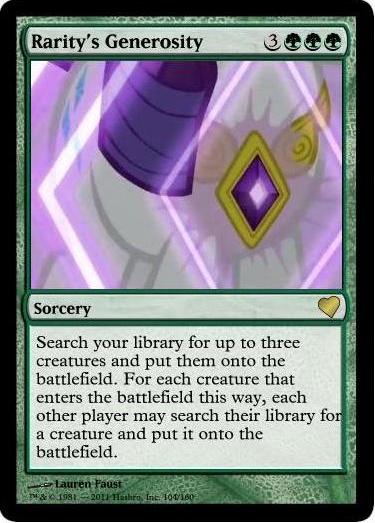 Rarity's Generosity 3
Sorcery
Search your library for up to three
creatures and put them onto the
battlefield. For each creature that
enters the battlefield this way, each
other player may search their library for
a creature and put it onto the
battlefield.
Lauren Faust
™ & © 1981 — 2011 Hasbro, Inc. 164/160